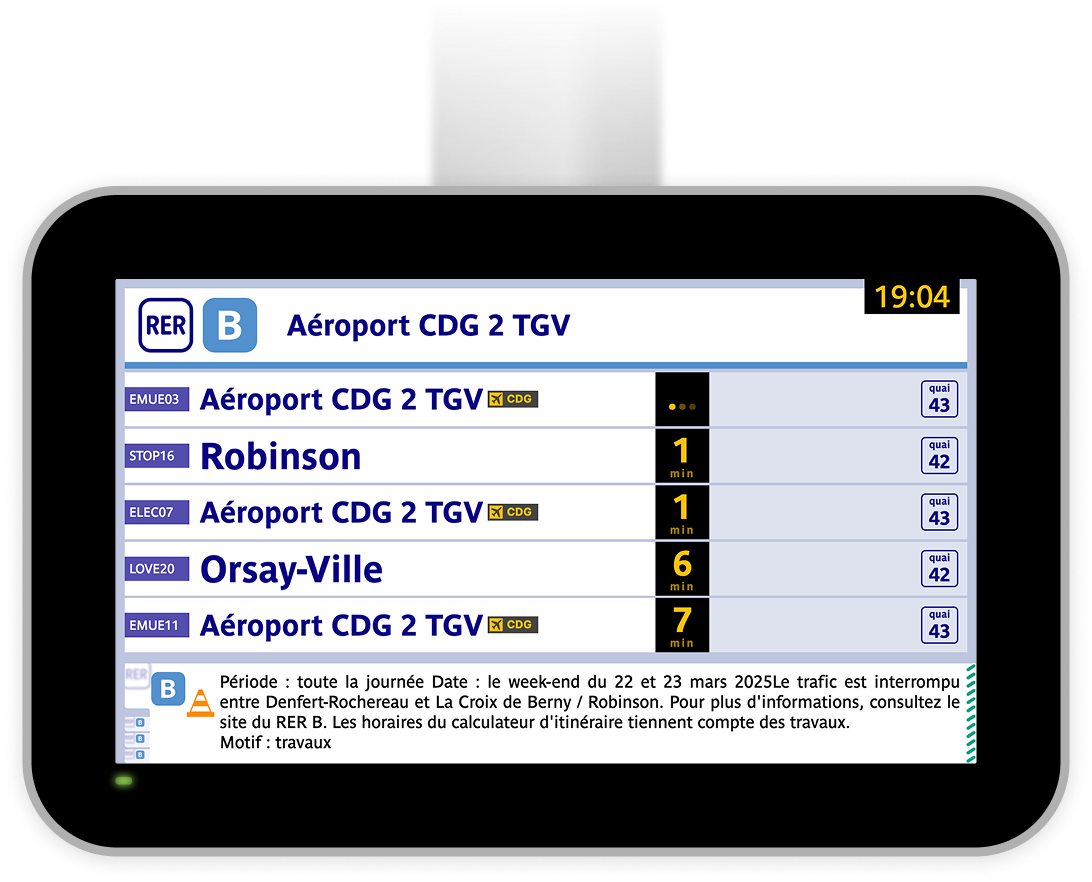 19:04
RER B Aéroport CDG 2 TGV
EMUE03 Aéroport CDG 2 TGV CDG quai 43
STOP16 Robinson 1 min quai 42
ELEC07 Aéroport CDG 2 TGV CDG 1 min quai 43
LOVE20 Orsay-Ville 6 min quai 42
EMUE11 Aéroport CDG 2 TGV CDG 7 min quai 43
RER
B
Période : toute la journée Date : le week-end du 22 et 23 mars 2025Le trafic est interrompu
entre Denfert-Rochereau et La Croix de Berny / Robinson. Pour plus d'informations, consultez le
site du RER B. Les horaires du calculateur d'itinéraire tiennent compte des travaux.
Motif : travaux
B
B
B